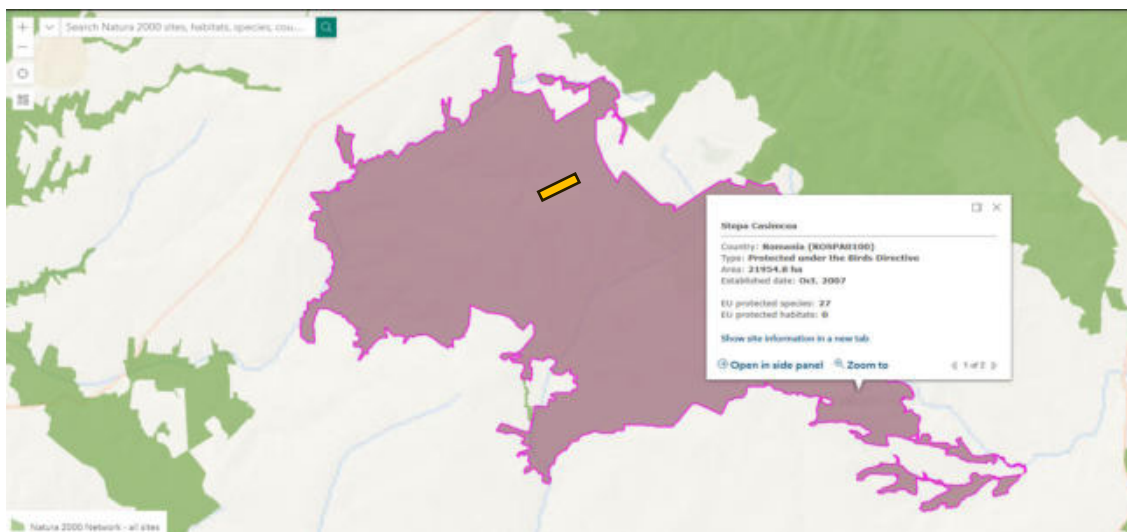 Search Natura 2000 sites, habitats, species, cou...
Stepa Casimcea
Country: Romania (ROSPA0100)
Type: Protected under the Birds Directive
Area: 21954.8 ha
Established date: Oct, 2007
EU protected species: 27
EU protected habitats: 0
Show site information in a new tab
Open in side panel Zoom to 1 of 2
Natura 2000 Network - all sites